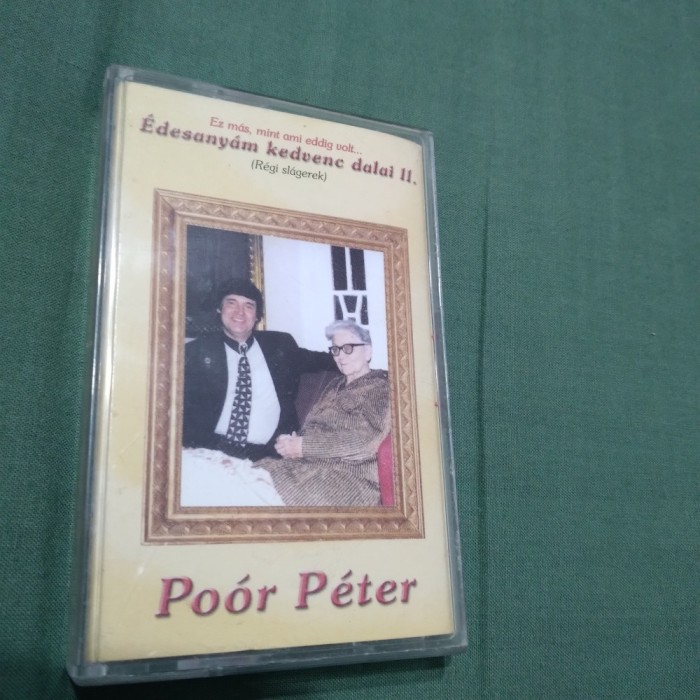 Ez más, mint ami eddig volt...
Édesanyám kedvenc dalai II.
(Régi slágerek)
Poór Péter